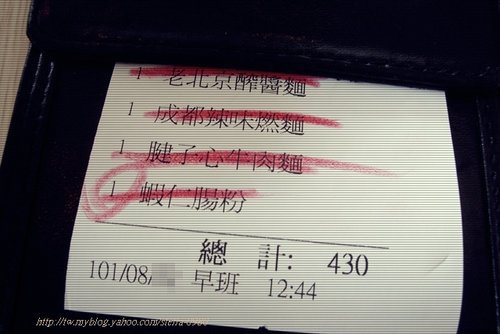 1 老北京酢醬麵
1 成都辣味燃麵
1 腱子心牛肉麵
1 蝦仁腸粉
總 計: 430
101/08/
早班 12:44